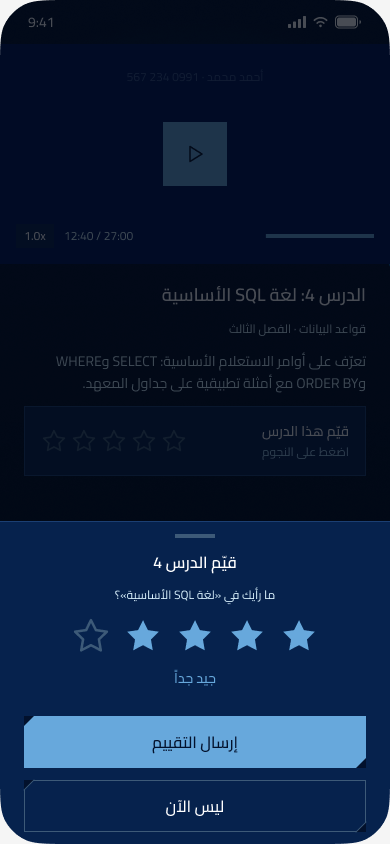 9:41
أحمد محمد · 0991 234 567
1.0x
12:40 / 27:00
الدرس 4: لغة SQL الأساسية
قواعد البيانات · الفصل الثالث
تعرّف على أوامر الاستعلام الأساسية: SELECT وWHERE
وORDER BY مع أمثلة تطبيقية على جداول المعهد.
قيّم هذا الدرس
اضغط على النجوم
قيّم الدرس 4
ما رأيك في «لغة SQL الأساسية»؟
جيد جداً
إرسال التقييم
ليس الآن